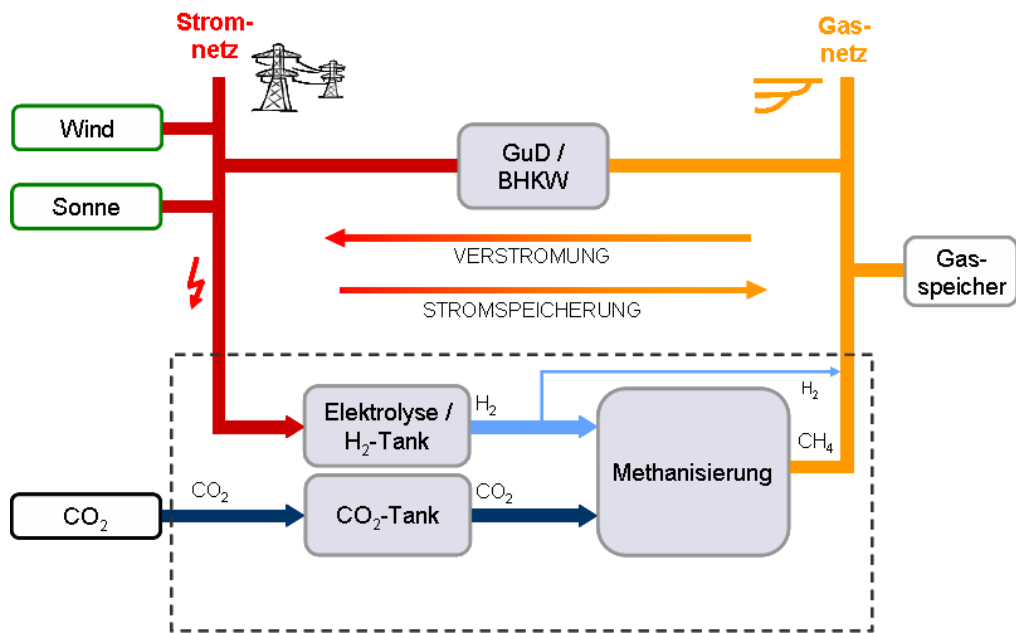 Strom-
netz
Gas-
netz
Wind
GuD /
BHKW
Sonne
VERSTROMUNG
Gas-
speicher
STROMSPEICHERUNG
Elektrolyse /
H₂-Tank
H₂
H₂
CH₄
Methanisierung
CO₂
CO₂
CO₂-Tank
CO₂